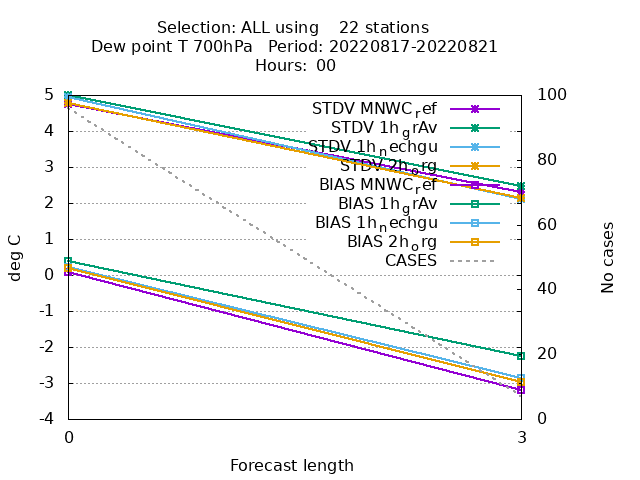 Selection: ALL using 22 stations
Dew point T 700hPa Period: 20220817-20220821
Hours: 00
5
4
3
2
1
0
-1
-2
-3
-4
deg C
100
80
60
40
20
0
No cases
STDV MNWC_ref
STDV 1h_grAv
STDV 1h_nechgu
STDV 2h_org
BIAS MNWC_ref
BIAS 1h_grAv
BIAS 1h_nechgu
BIAS 2h_org
CASES
0
3
Forecast length